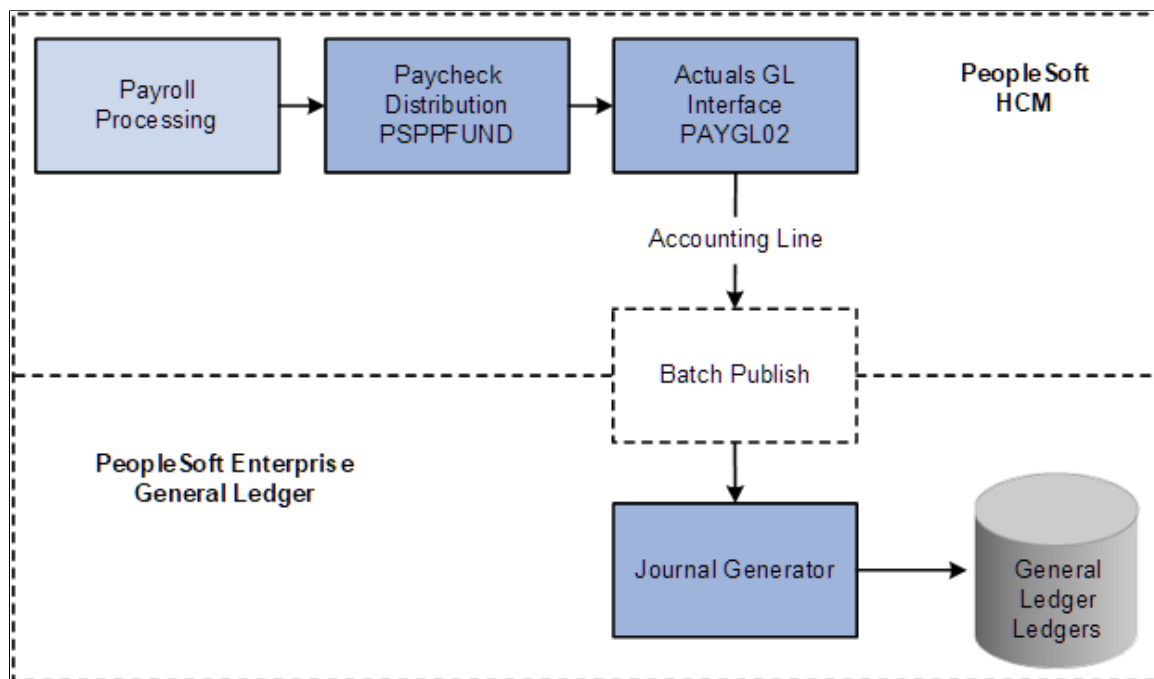 Payroll
Processing
Paycheck
Distribution
PSPPFUND
Actuals GL
Interface
PAYGL02
PeopleSoft
HCM
Accounting Line
Batch Publish
PeopleSoft Enterprise
General Ledger
Journal Generator
General
Ledger
Ledgers